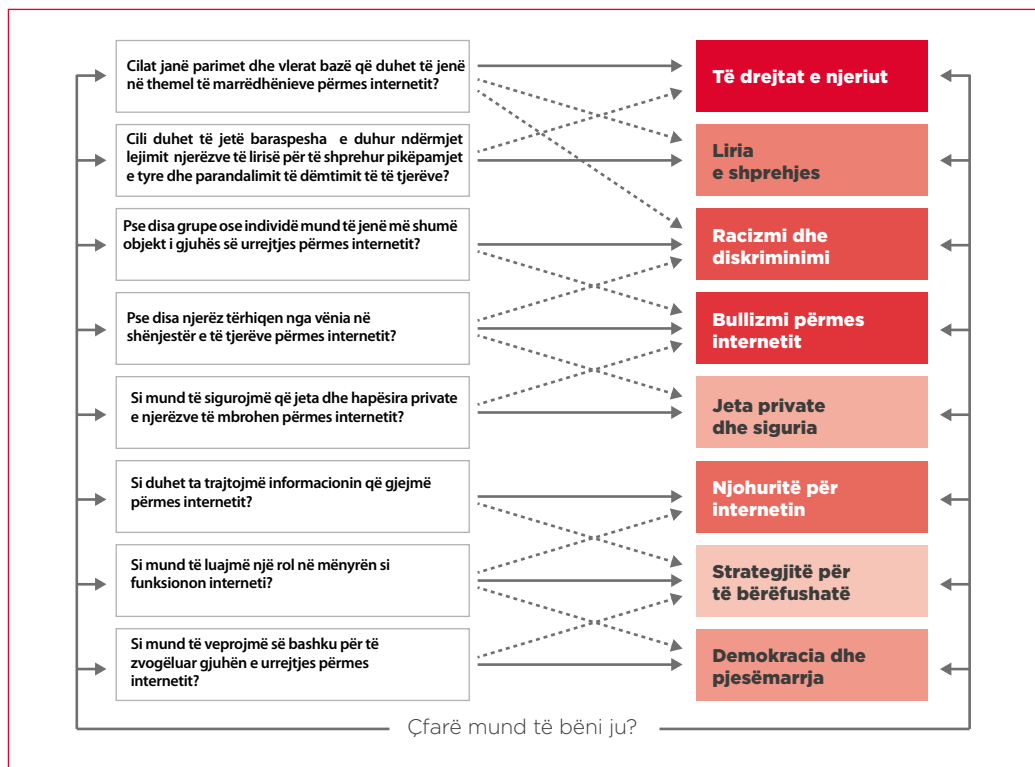 Cilat janë parimet dhe vlerat bazë që duhet të jenë
në themel të marrëdhënieve përmes internetit?
Të drejtat e njeriut
Cili duhet të jetë baraspesha e duhur ndërmjet
lejimit njerëzve të lirisë për të shprehur pikëpamjet
e tyre dhe parandalimit të dëmtimit të të tjerëve?
Liria
e shprehjes
Pse disa grupe ose individë mund të jenë më shumë
objekt i gjuhës së urrejtjes përmes internetit?
Racizmi dhe
diskriminimi
Pse disa njerëz tërhiqen nga vënia në
shënjestër e të tjerëve përmes internetit?
Bullizmi përmes
internetit
Si mund të sigurojmë që jeta dhe hapësira private
e njerëzve të mbrohen përmes internetit?
Jeta private
dhe siguria
Si duhet ta trajtojmë informacionin që gjejmë
përmes internetit?
Njohuritë për
internetin
Si mund të luajmë një rol në mënyrën si
funksionon interneti?
Strategjitë për
të bërëfushatë
Si mund të veprojmë së bashku për të
zvogëluar gjuhën e urrejtjes përmes
internetit?
Demokracia dhe
pjesëmarrja
Çfarë mund të bëni ju?